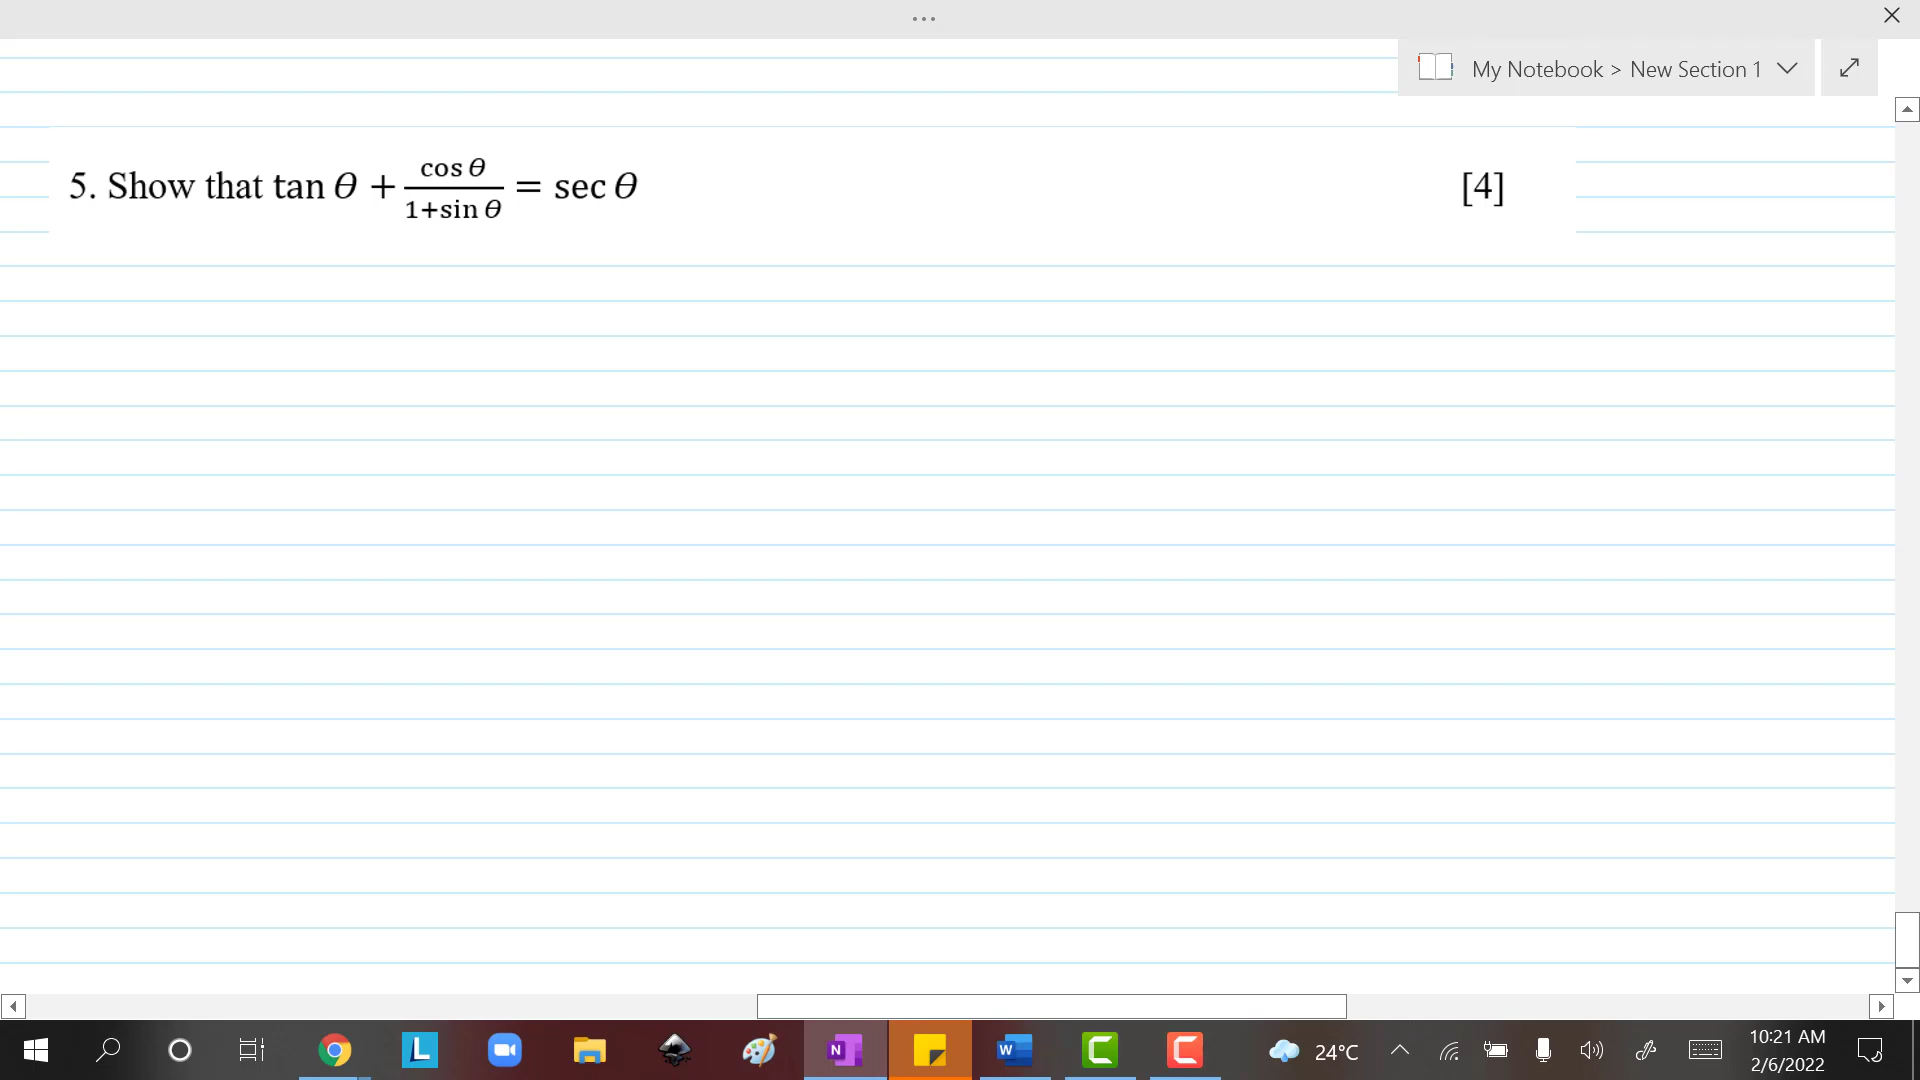 ...
My Notebook > New Section 1
5. Show that tan θ + cos θ / 1+sin θ = sec θ [4]
L N W
24°C 10:21 AM
2/6/2022